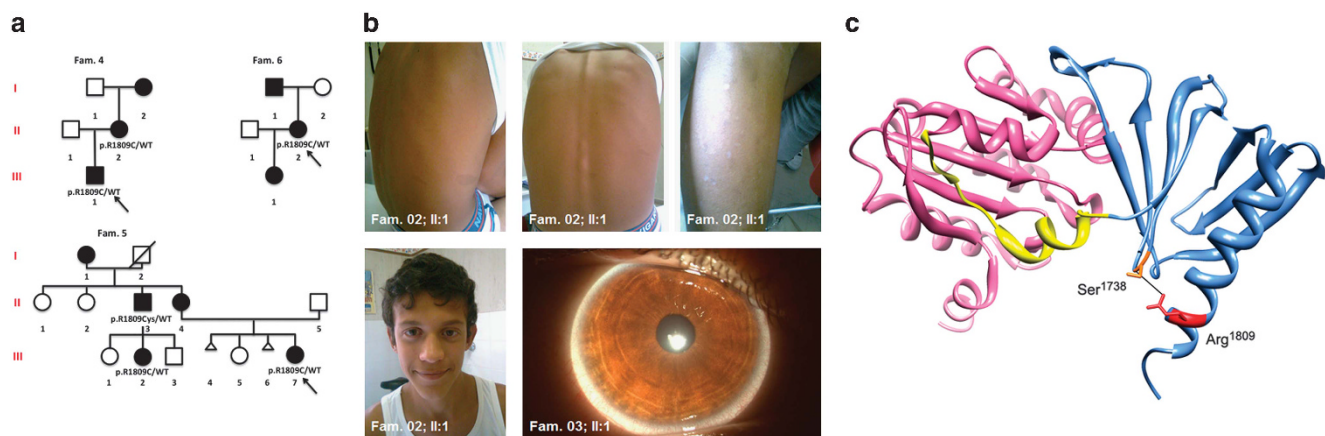 a
Fam. 4
Fam. 6
I
1 2
1 2
II
p.R1809C/WT
1 2
p.R1809C/WT
1 2
III
p.R1809C/WT
1
1
Fam. 5
I
1 2
II
p.R1809Cys/WT
1 2 3 4 5
III
p.R1809C/WT
p.R1809C/WT
1 2 3 4 5 6 7
b
Fam. 02; II:1
Fam. 02; II:1
Fam. 02; II:1
Fam. 02; II:1
Fam. 03; II:1
c
Ser1738
Arg1809